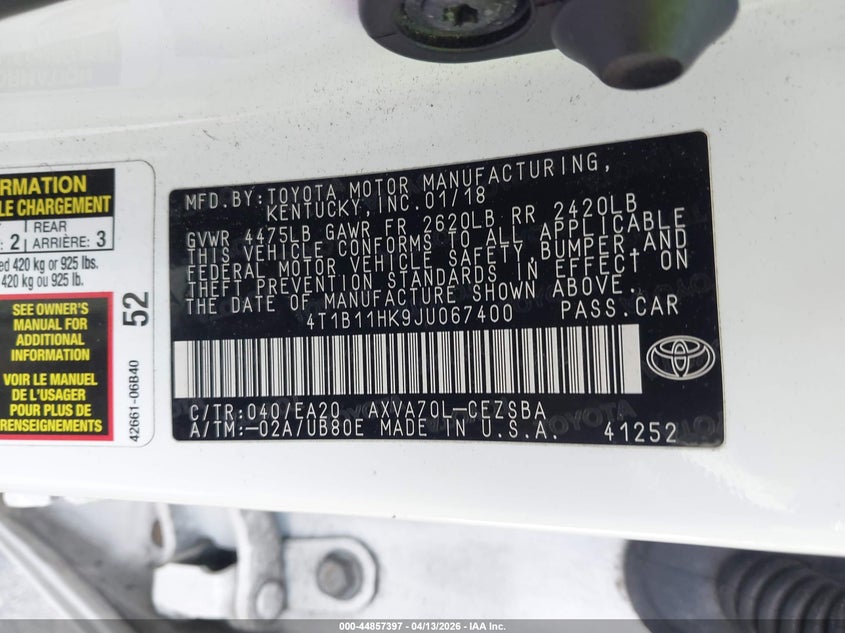 RMATION
LE CHARGEMENT
: 2 REAR
ARRIÈRE: 3
ed 420 kg or 925 lbs.
420 kg ou 925 lb.
SEE OWNER'S
MANUAL FOR
ADDITIONAL
INFORMATION
VOIR LE MANUEL
DE L'USAGER
POUR PLUS DE
RENSEIGNEMENTS
52
42661-06B40
MFD.BY:TOYOTA MOTOR MANUFACTURING,
KENTUCKY,INC.01/18
GVWR 4475LB GAWR FR 2620LB RR 2420LB
THIS VEHICLE CONFORMS TO ALL APPLICABLE
FEDERAL MOTOR VEHICLE SAFETY,BUMPER,AND
THEFT PREVENTION STANDARDS IN EFFECT ON
THE DATE OF MANUFACTURE SHOWN ABOVE.
4T1B11HK9JU067400 PASS.CAR
C/TR:040/EA20 AXVA70L-CEZSBA
A/TM:-02A/UB80E MADE IN U.S.A. 41252
000-44857397 - 04/13/2026 - IAA Inc.